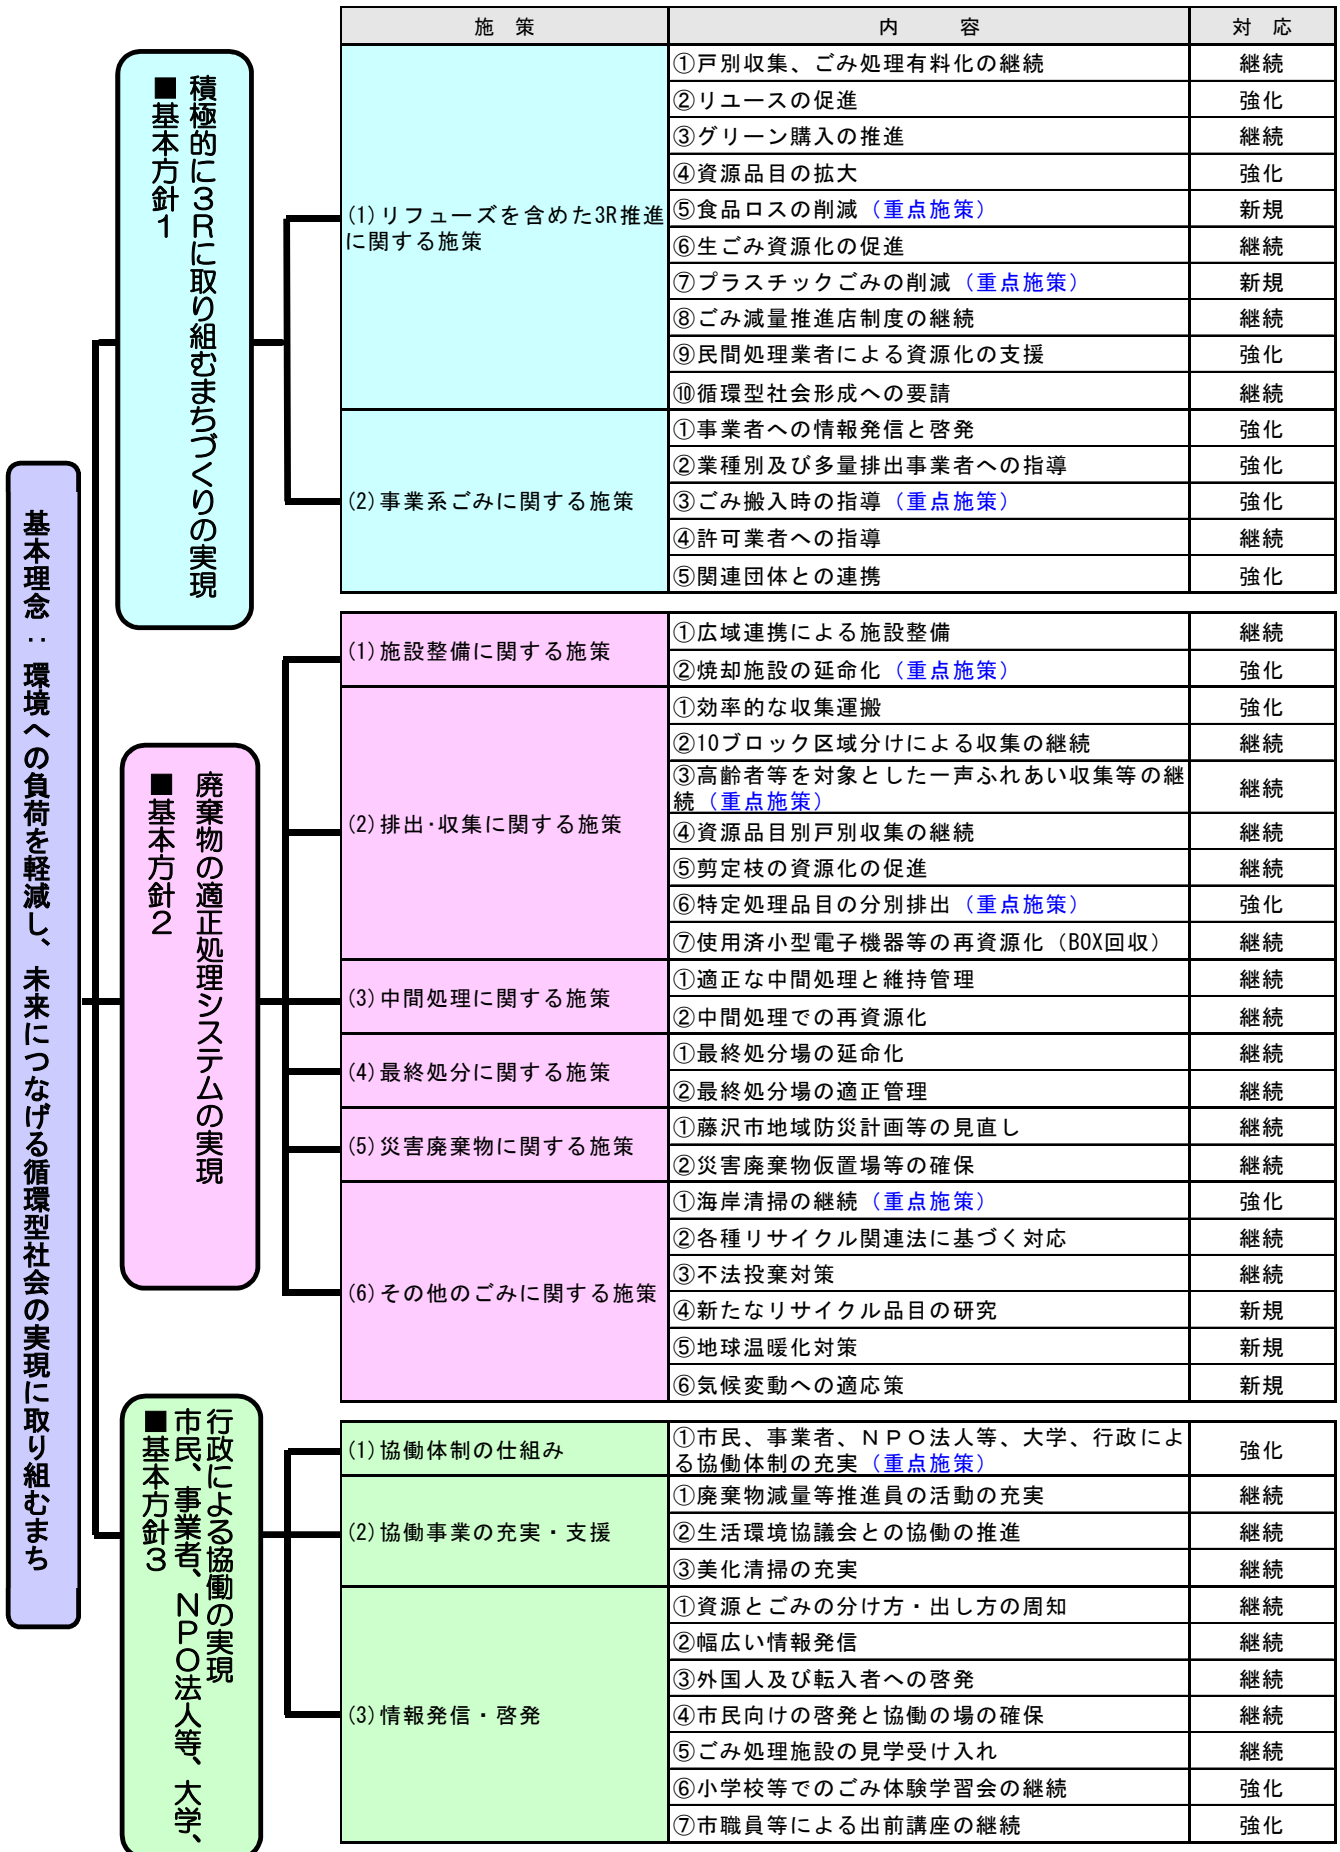 基本理念：環境への負荷を軽減し、未来につなげる循環型社会の実現に取り組むまち
■基本方針１
積極的に３Ｒに取り組むまちづくりの実現
施　策　内　容　対　応
(1)リフューズを含めた3R推進
に関する施策
①戸別収集、ごみ処理有料化の継続　継続
②リユースの促進　強化
③グリーン購入の推進　継続
④資源品目の拡大　強化
⑤食品ロスの削減（重点施策）　新規
⑥生ごみ資源化の促進　継続
⑦プラスチックごみの削減（重点施策）　新規
⑧ごみ減量推進店制度の継続　継続
⑨民間処理業者による資源化の支援　強化
⑩循環型社会形成への要請　継続
(2)事業系ごみに関する施策
①事業者への情報発信と啓発　強化
②業種別及び多量排出事業者への指導　強化
③ごみ搬入時の指導（重点施策）　強化
④許可業者への指導　継続
⑤関連団体との連携　強化
■基本方針２
廃棄物の適正処理システムの実現
(1)施設整備に関する施策
①広域連携による施設整備　継続
②焼却施設の延命化（重点施策）　強化
(2)排出･収集に関する施策
①効率的な収集運搬　強化
②10ブロック区域分けによる収集の継続　継続
③高齢者等を対象とした一声ふれあい収集等の継
続（重点施策）　継続
④資源品目別戸別収集の継続　継続
⑤剪定枝の資源化の促進　継続
⑥特定処理品目の分別排出（重点施策）　強化
⑦使用済小型電子機器等の再資源化（BOX回収）　継続
(3)中間処理に関する施策
①適正な中間処理と維持管理　継続
②中間処理での再資源化　継続
(4)最終処分に関する施策
①最終処分場の延命化　継続
②最終処分場の適正管理　継続
(5)災害廃棄物に関する施策
①藤沢市地域防災計画等の見直し　継続
②災害廃棄物仮置場等の確保　継続
(6)その他のごみに関する施策
①海岸清掃の継続（重点施策）　強化
②各種リサイクル関連法に基づく対応　継続
③不法投棄対策　継続
④新たなリサイクル品目の研究　新規
⑤地球温暖化対策　新規
⑥気候変動への適応策　新規
■基本方針３
市民、事業者、ＮＰＯ法人等、大学、
行政による協働の実現
(1)協働体制の仕組み
①市民、事業者、ＮＰＯ法人等、大学、行政によ
る協働体制の充実（重点施策）　強化
(2)協働事業の充実・支援
①廃棄物減量等推進員の活動の充実　継続
②生活環境協議会との協働の推進　継続
③美化清掃の充実　継続
(3)情報発信・啓発
①資源とごみの分け方・出し方の周知　継続
②幅広い情報発信　継続
③外国人及び転入者への啓発　継続
④市民向けの啓発と協働の場の確保　継続
⑤ごみ処理施設の見学受け入れ　継続
⑥小学校等でのごみ体験学習会の継続　強化
⑦市職員等による出前講座の継続　強化